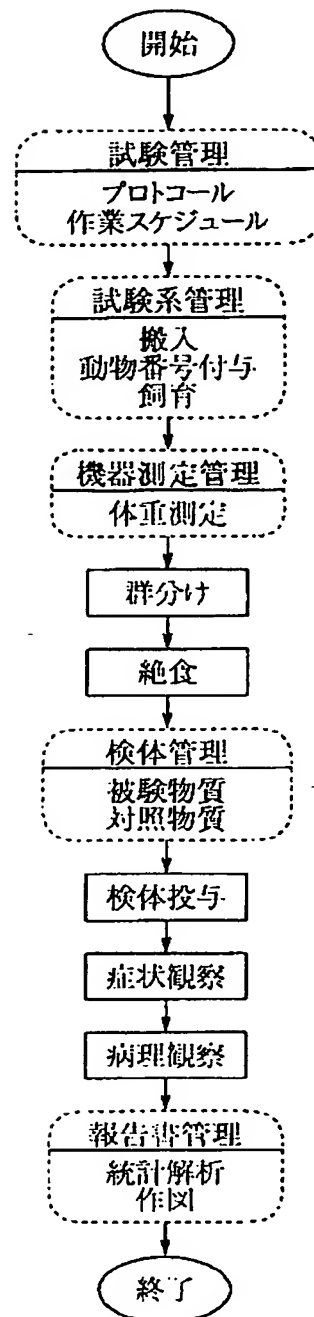 開始
試験管理
プロトコール
作業スケジュール
試験系管理
搬入
動物番号付与
飼育
機器測定管理
体重測定
群分け
絶食
検体管理
被験物質
対照物質
検体投与
症状観察
病理観察
報告書管理
統計解析
作図
終了